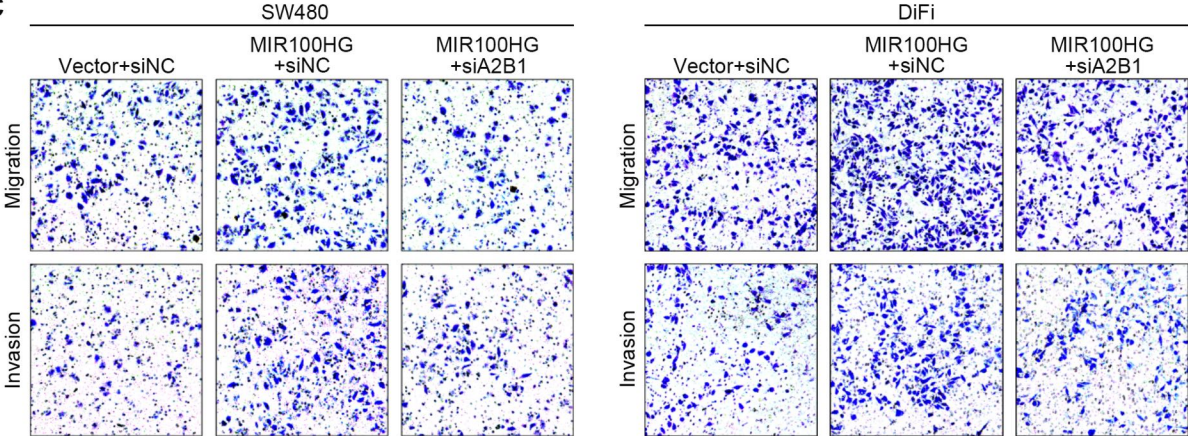 SW480
DiFi
Vector+siNC
MIR100HG
+siNC
MIR100HG
+siA2B1
Vector+siNC
MIR100HG
+siNC
MIR100HG
+siA2B1
Migration
Migration
Invasion
Invasion